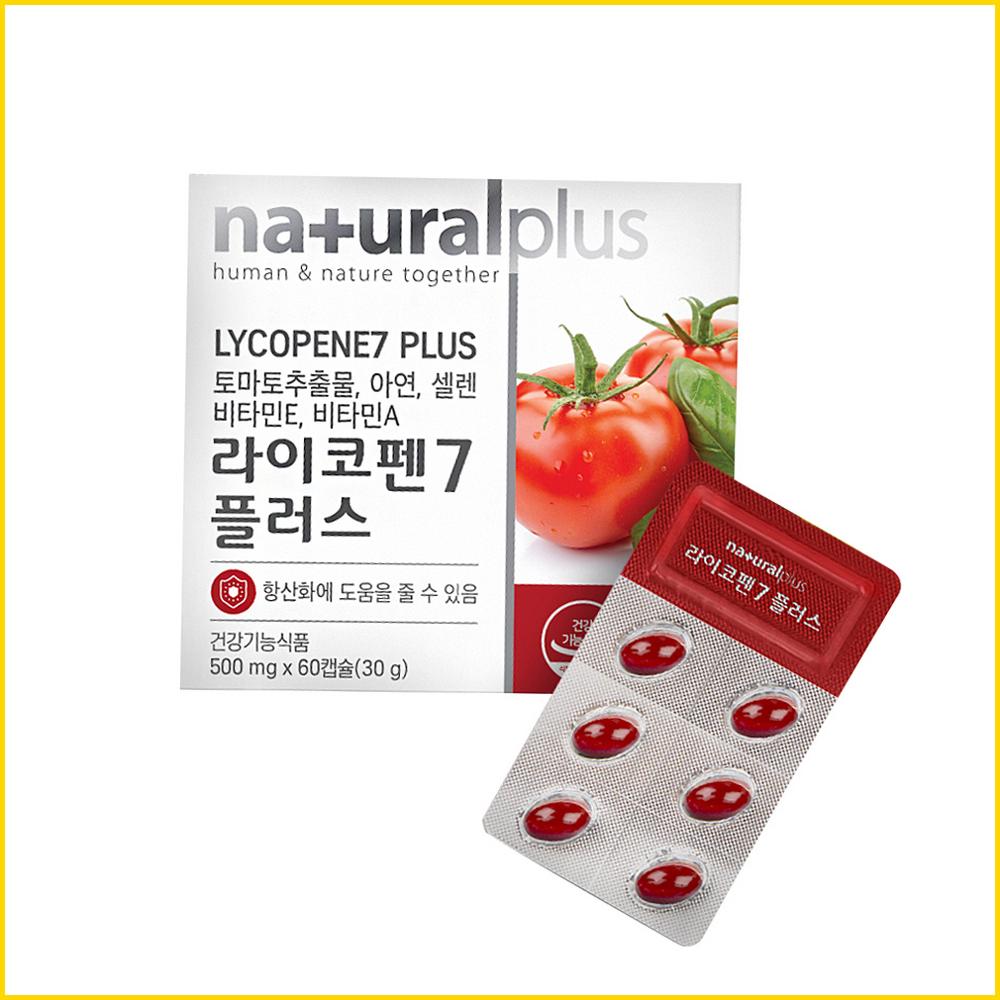 na+uralplus
human & nature together
LYCOPENE7 PLUS
토마토추출물, 아연, 셀렌
비타민E, 비타민A
라이코펜7
플러스
항산화에 도움을 줄 수 있음
건강기능식품
500 mg x 60캡슐(30 g)
건강
na+uralplus
라이코펜7 플러스